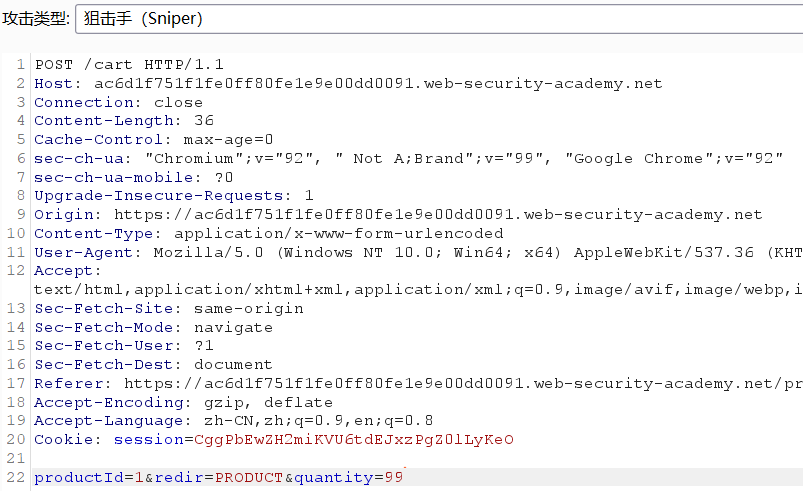 攻击类型: 狙击手（Sniper）
1 POST /cart HTTP/1.1
2 Host: ac6d1f751f1fe0ff80fe1e9e00dd0091.web-security-academy.net
3 Connection: close
4 Content-Length: 36
5 Cache-Control: max-age=0
6 sec-ch-ua: "Chromium";v="92", " Not A;Brand";v="99", "Google Chrome";v="92"
7 sec-ch-ua-mobile: ?0
8 Upgrade-Insecure-Requests: 1
9 Origin: https://ac6d1f751f1fe0ff80fe1e9e00dd0091.web-security-academy.net
10 Content-Type: application/x-www-form-urlencoded
11 User-Agent: Mozilla/5.0 (Windows NT 10.0; Win64; x64) AppleWebKit/537.36 (KHT
12 Accept:
text/html,application/xhtml+xml,application/xml;q=0.9,image/avif,image/webp,i
13 Sec-Fetch-Site: same-origin
14 Sec-Fetch-Mode: navigate
15 Sec-Fetch-User: ?1
16 Sec-Fetch-Dest: document
17 Referer: https://ac6d1f751f1fe0ff80fe1e9e00dd0091.web-security-academy.net/pr
18 Accept-Encoding: gzip, deflate
19 Accept-Language: zh-CN,zh;q=0.9,en;q=0.8
20 Cookie: session=CggPbEwZH2miKVU6tdEJxzPgZ0lLyKeO
21
22 productId=1&redir=PRODUCT&quantity=99